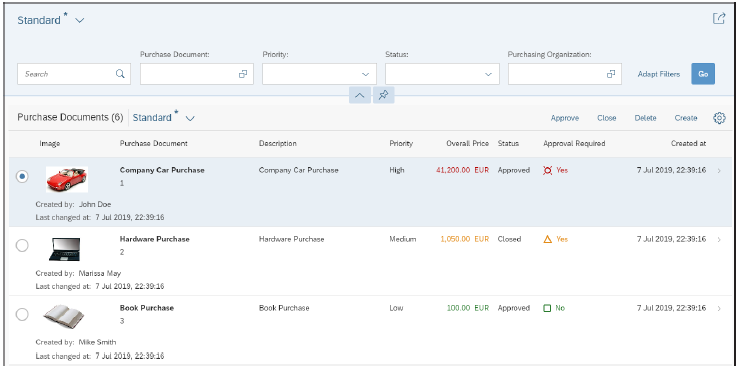 Standard *
Purchase Document: Priority: Status: Purchasing Organization:
Search Adapt Filters Go
Purchase Documents (6) Standard * Approve Close Delete Create
Image Purchase Document Description Priority Overall Price Status Approval Required Created at
Company Car Purchase Company Car Purchase High 41,200.00 EUR Approved Yes 7 Jul 2019, 22:39:16
1
Created by: John Doe
Last changed at: 7 Jul 2019, 22:39:16
Hardware Purchase Hardware Purchase Medium 1,050.00 EUR Closed Yes 7 Jul 2019, 22:39:16
2
Created by: Marissa May
Last changed at: 7 Jul 2019, 22:39:16
Book Purchase Book Purchase Low 100.00 EUR Approved No 7 Jul 2019, 22:39:16
3
Created by: Mike Smith
Last changed at: 7 Jul 2019, 22:39:16